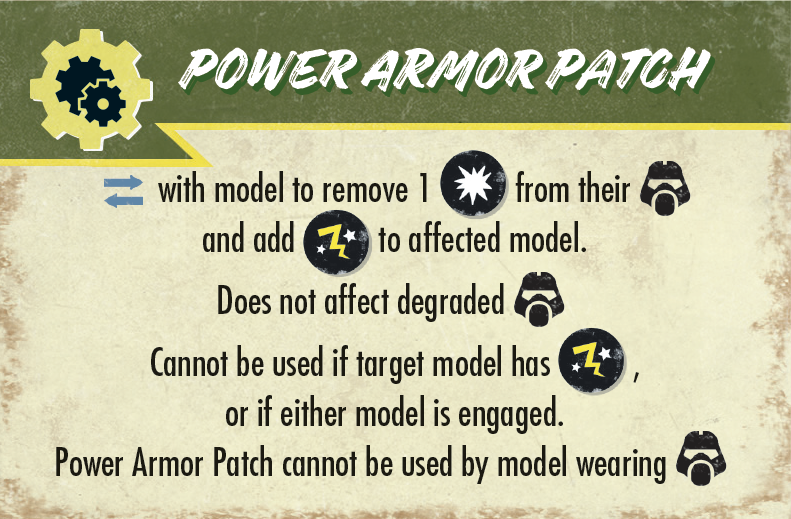 POWER ARMOR PATCH
with model to remove 1 from their
and add to affected model.
Does not affect degraded
Cannot be used if target model has ,
or if either model is engaged.
Power Armor Patch cannot be used by model wearing